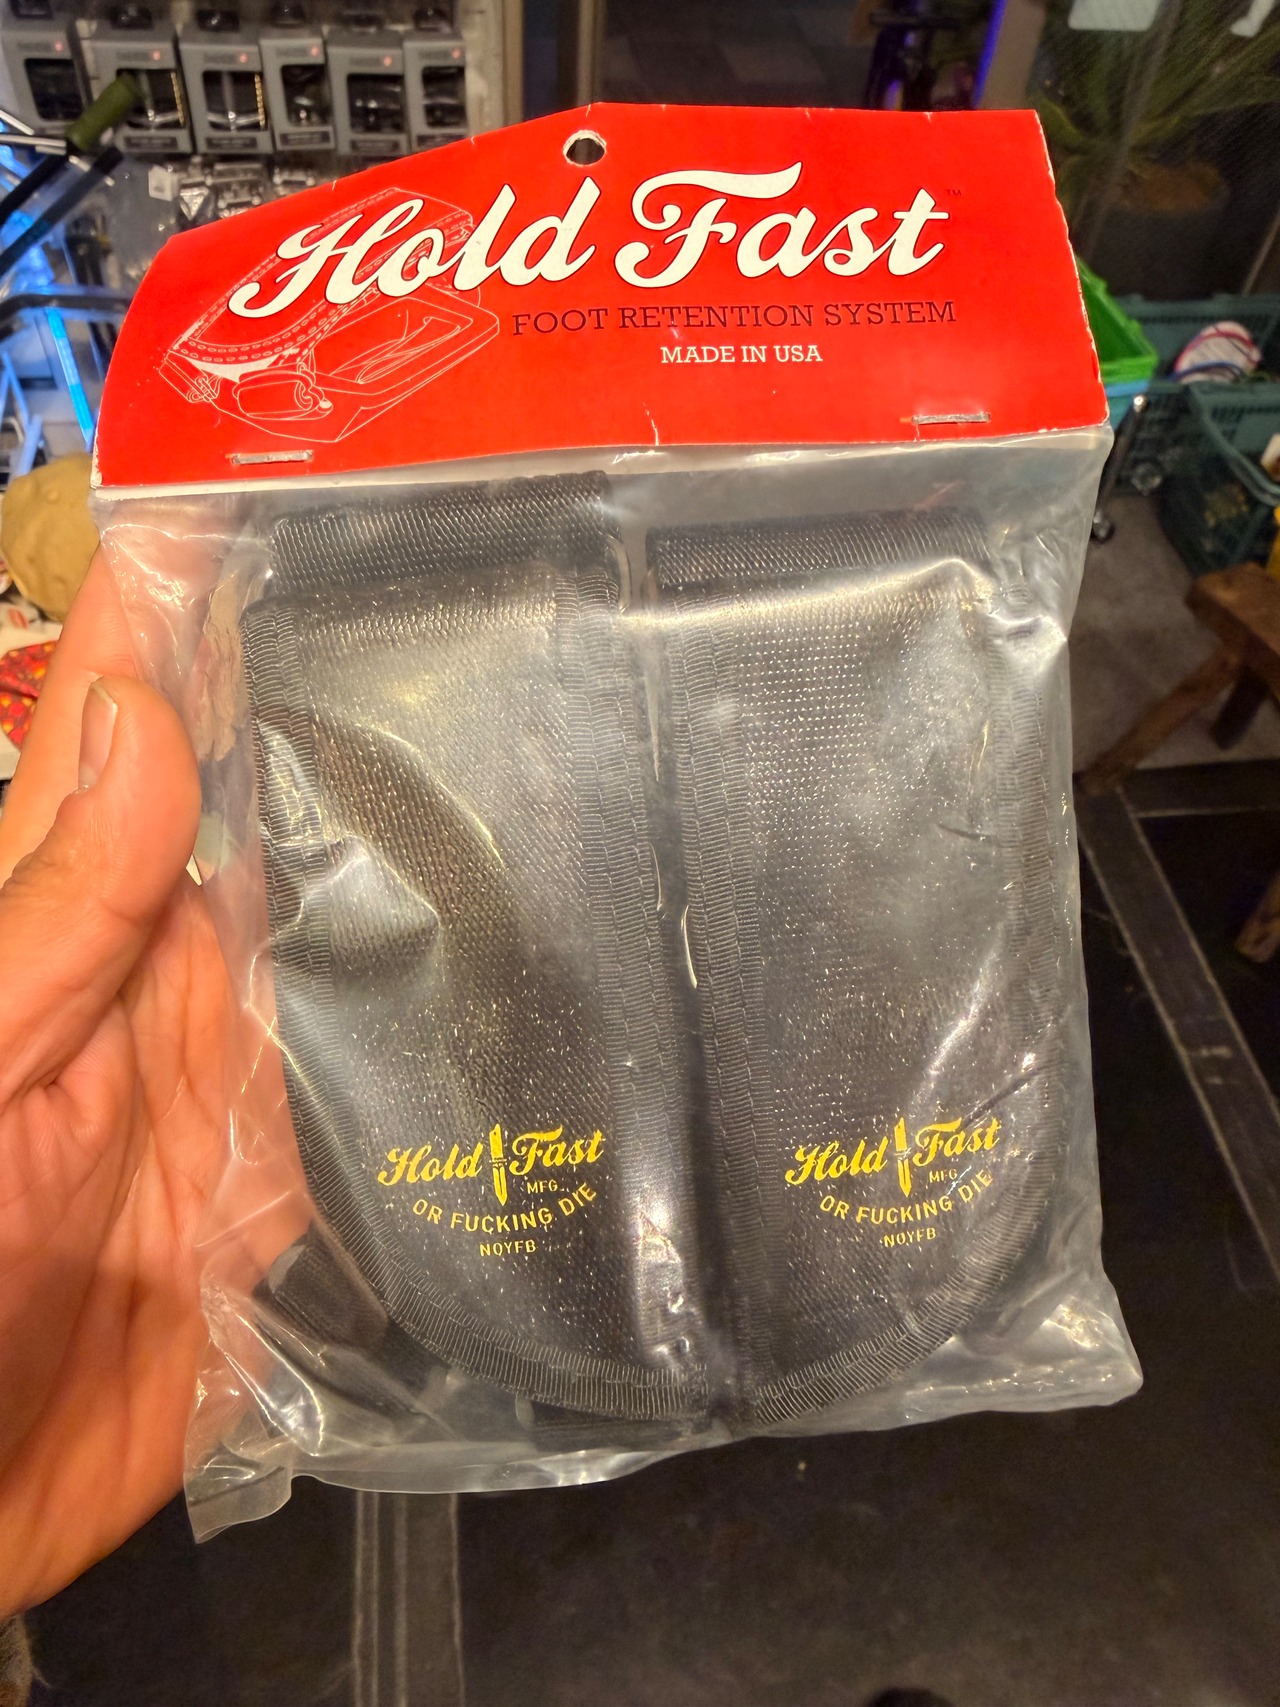 Hold Fast™
FOOT RETENTION SYSTEM
MADE IN USA
Hold Fast
MFG.
OR FUCKING DIE
NOYFB
Hold Fast
MFG.
OR FUCKING DIE
NOYFB